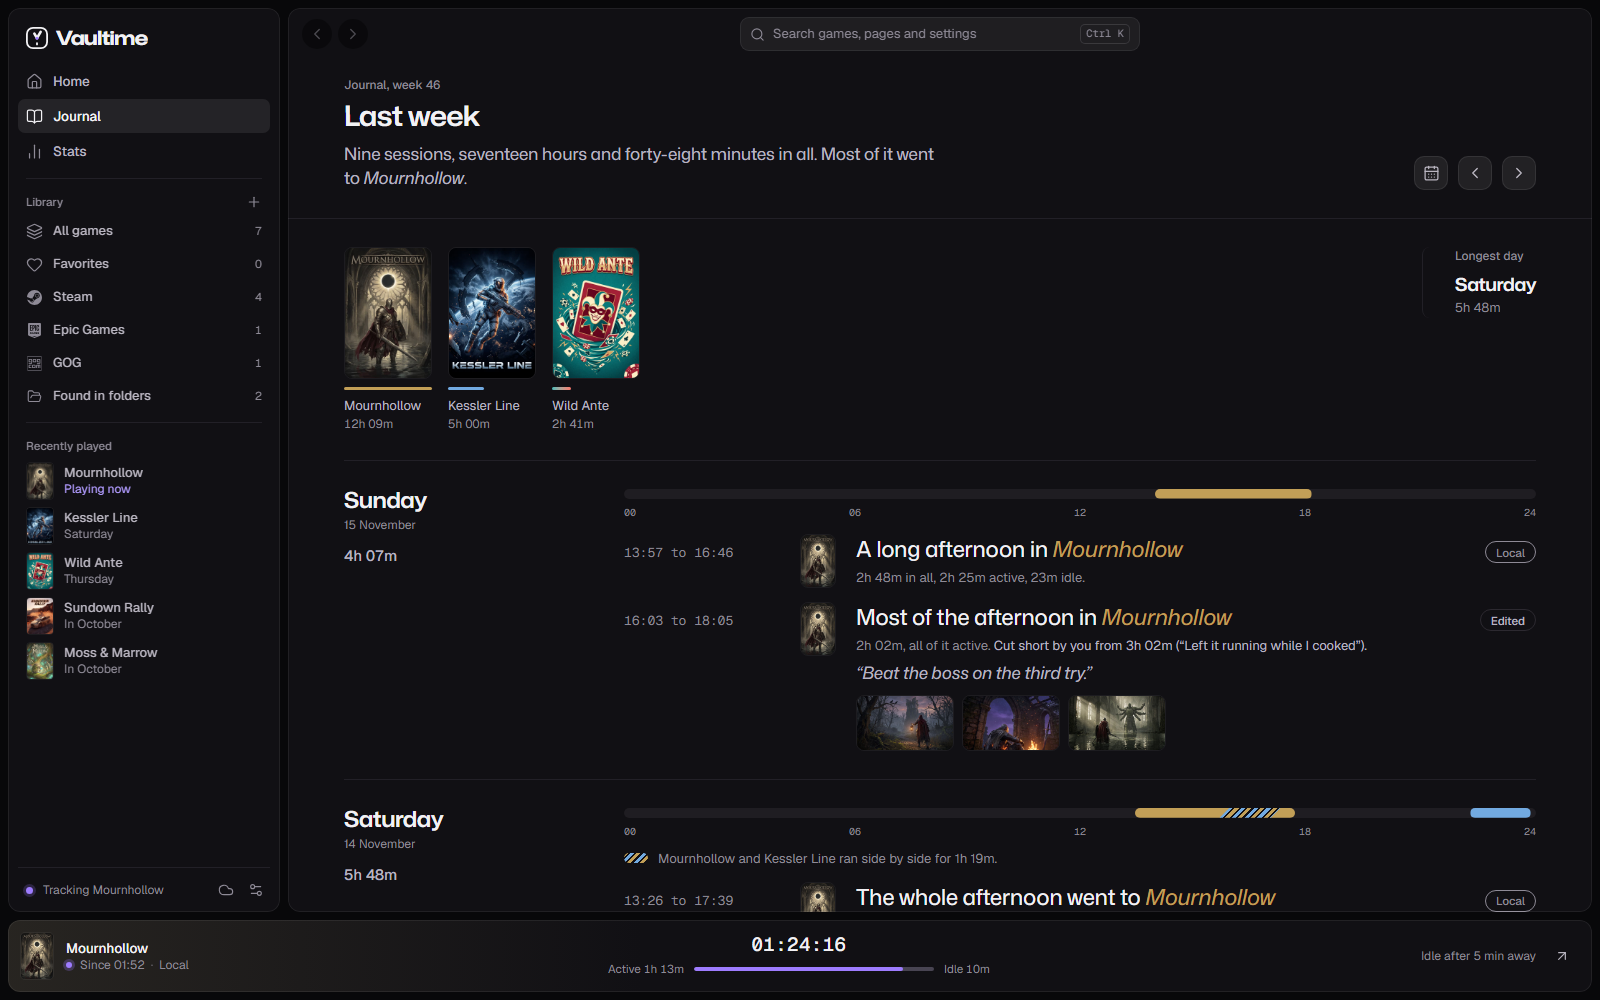 Vaultime
Home
Journal
Stats
Library
All games 7
Favorites 0
Steam 4
Epic Games 1
GOG 1
Found in folders 2
Recently played
Mournhollow
Playing now
Kessler Line
Saturday
Wild Ante
Thursday
Sundown Rally
In October
Moss & Marrow
In October
Tracking Mournhollow
Search games, pages and settings Ctrl K
Journal, week 46
Last week
Nine sessions, seventeen hours and forty-eight minutes in all. Most of it went
to Mournhollow.
MOURNHOLLOW
KESSLER LINE
WILD ANTE
Mournhollow
12h 09m
Kessler Line
5h 00m
Wild Ante
2h 41m
Longest day
Saturday
5h 48m
Sunday
15 November
4h 07m
00 06 12 18 24
13:57 to 16:46
A long afternoon in Mournhollow
2h 48m in all, 2h 25m active, 23m idle.
Local
16:03 to 18:05
Most of the afternoon in Mournhollow
2h 02m, all of it active. Cut short by you from 3h 02m (“Left it running while I cooked”).
“Beat the boss on the third try.”
Edited
Saturday
14 November
5h 48m
00 06 12 18 24
Mournhollow and Kessler Line ran side by side for 1h 19m.
13:26 to 17:39
The whole afternoon went to Mournhollow
Local
Mournhollow
Since 01:52 · Local
01:24:16
Active 1h 13m Idle 10m
Idle after 5 min away